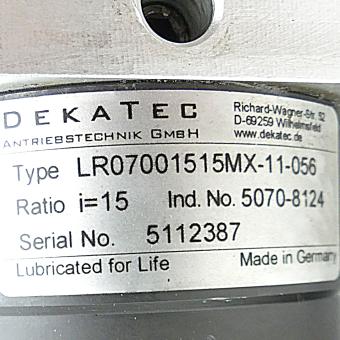 DEKATEC
ANTRIEBSTECHNIK GMBH
Richard-Wagner-Str. 52
D-69259 Wilhelmsfeld
www.dekatec.de
Type LR07001515MX-11-056
Ratio i=15 Ind. No. 5070-8124
Serial No. 5112387
Lubricated for Life Made in Germany